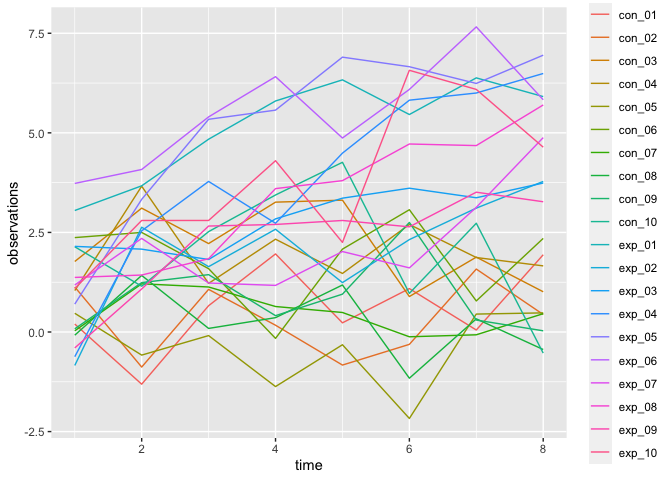 7.5
5.0
2.5
0.0
-2.5
observations
2 4 6 8
time
con_01
con_02
con_03
con_04
con_05
con_06
con_07
con_08
con_09
con_10
exp_01
exp_02
exp_03
exp_04
exp_05
exp_06
exp_07
exp_08
exp_09
exp_10